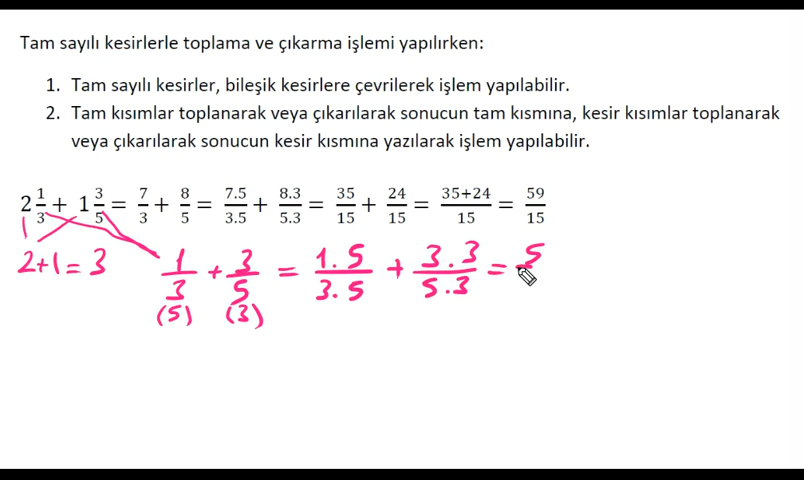 Tam sayılı kesirlerle toplama ve çıkarma işlemi yapılırken:
1. Tam sayılı kesirler, bileşik kesirlere çevrilerek işlem yapılabilir.
2. Tam kısımlar toplanarak veya çıkarılarak sonucun tam kısmına, kesir kısımlar toplanarak
veya çıkarılarak sonucun kesir kısmına yazılarak işlem yapılabilir.
2 1/3 + 1 3/5 = 7/3 + 8/5 = 7.5/3.5 + 8.3/5.3 = 35/15 + 24/15 = 35+24/15 = 59/15
2+1=3 1/3 + 3/5 = 1.5/3.5 + 3.3/5.3 = 5
(5) (3)